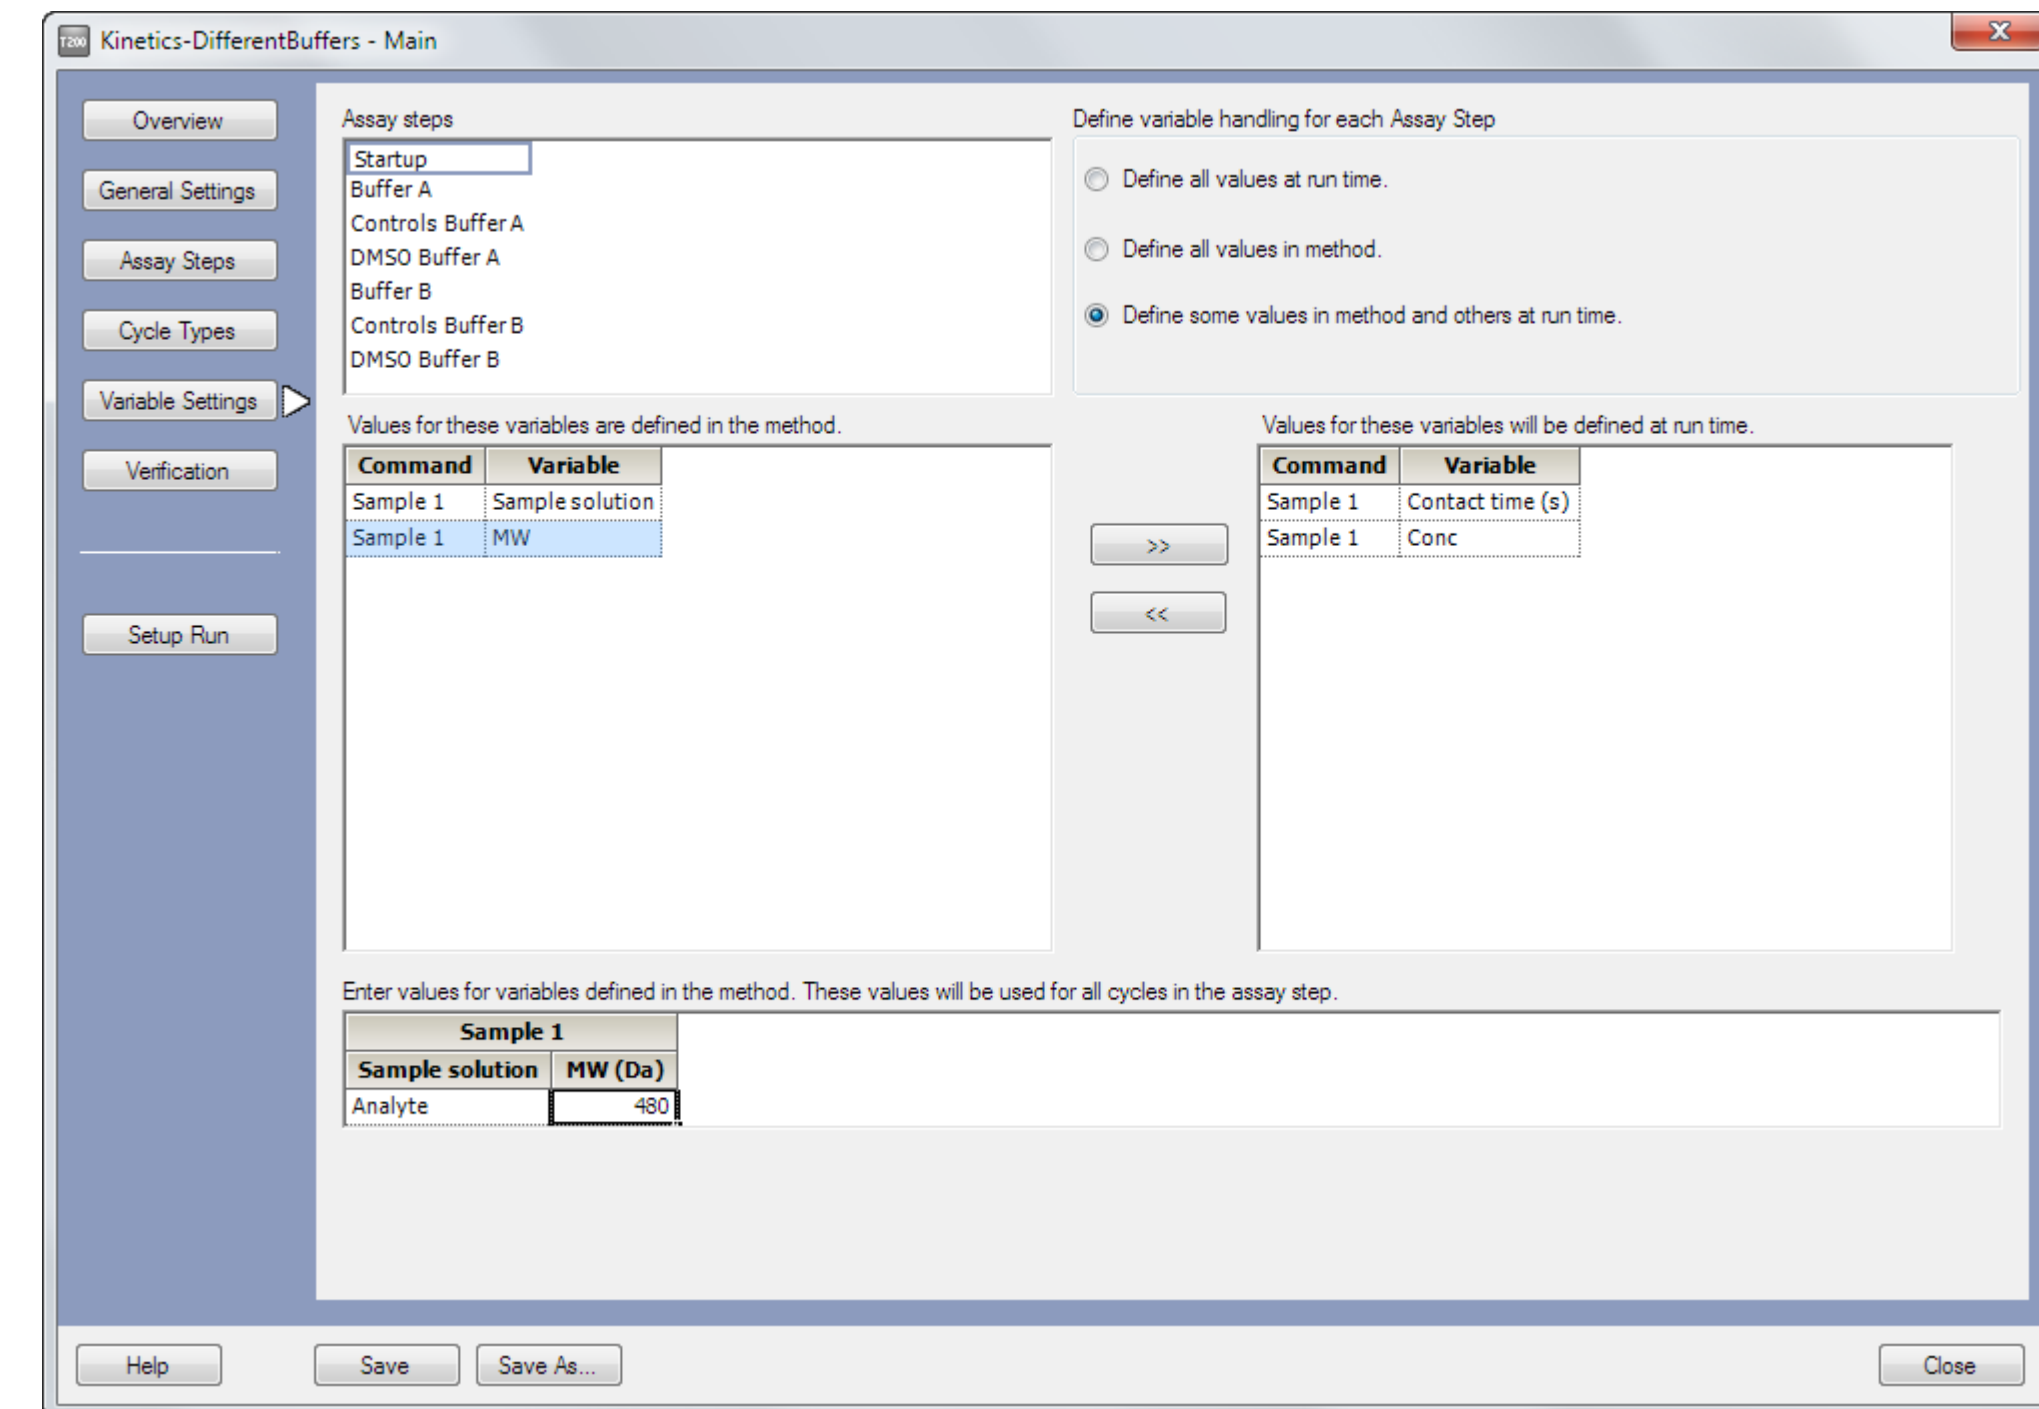 T200 Kinetics-DifferentBuffers - Main
Overview
General Settings
Assay Steps
Cycle Types
Variable Settings
Verification
Setup Run
Assay steps
Startup
Buffer A
Controls Buffer A
DMSO Buffer A
Buffer B
Controls Buffer B
DMSO Buffer B
Define variable handling for each Assay Step
Define all values at run time.
Define all values in method.
Define some values in method and others at run time.
Values for these variables are defined in the method.
Command Variable
Sample 1 Sample solution
Sample 1 MW
>>
<<
Values for these variables will be defined at run time.
Command Variable
Sample 1 Contact time (s)
Sample 1 Conc
Enter values for variables defined in the method. These values will be used for all cycles in the assay step.
Sample 1
Sample solution MW (Da)
Analyte 480
Help Save Save As... Close